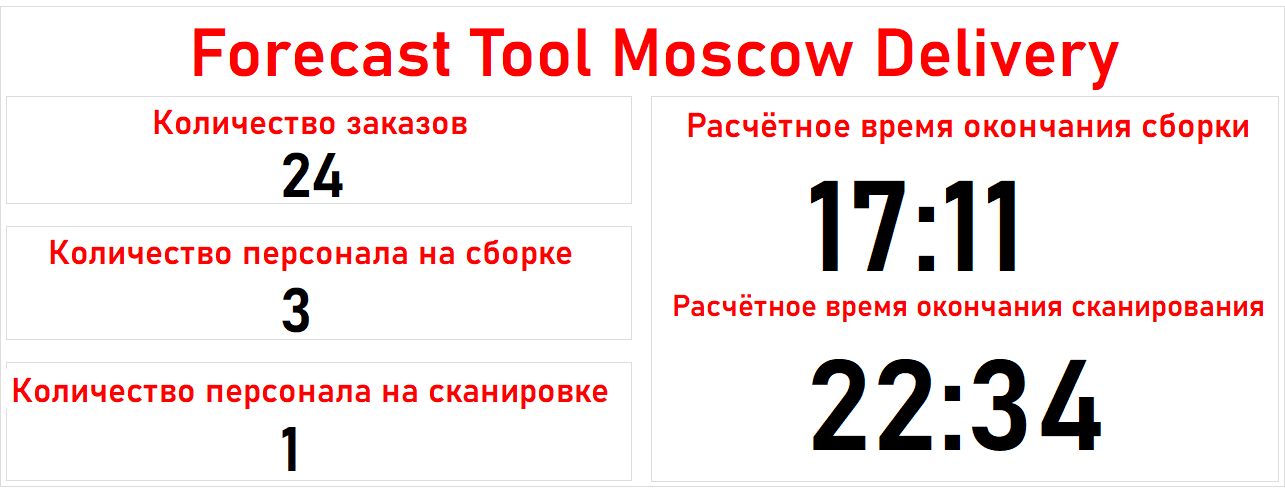 Forecast Tool Moscow Delivery
Количество заказов
24
Количество персонала на сборке
3
Количество персонала на сканировке
1
Расчётное время окончания сборки
17:11
Расчётное время окончания сканирования
22:34